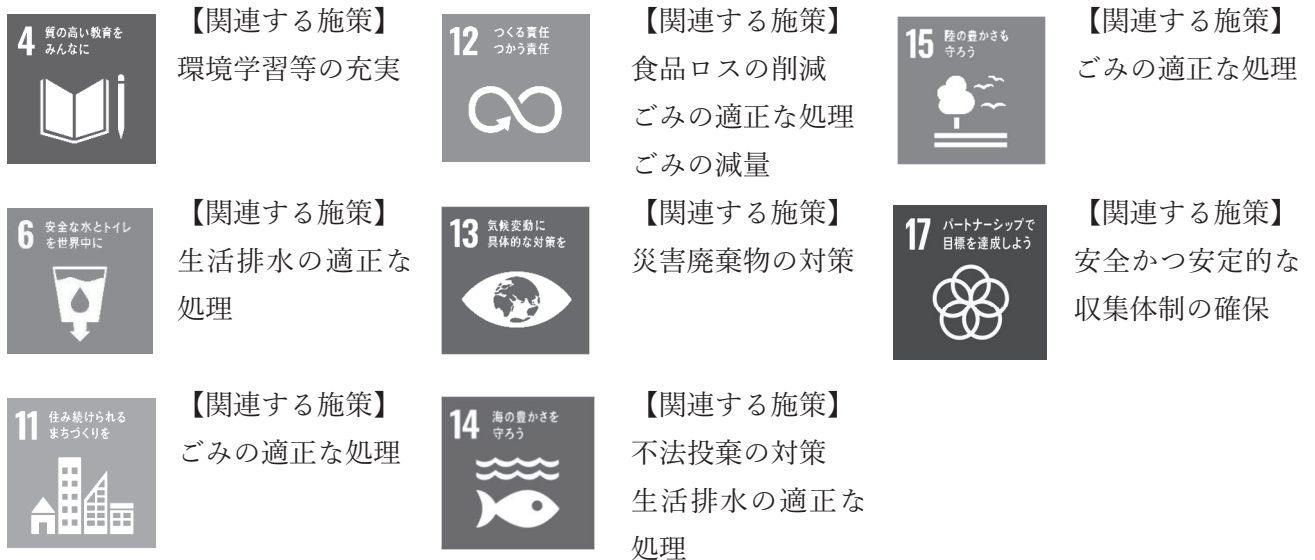 4 質の高い教育を
みんなに
【関連する施策】
環境学習等の充実
6 安全な水とトイレ
を世界中に
【関連する施策】
生活排水の適正な
処理
11 住み続けられる
まちづくりを
【関連する施策】
ごみの適正な処理
12 つくる責任
つかう責任
【関連する施策】
食品ロスの削減
ごみの適正な処理
ごみの減量
13 気候変動に
具体的な対策を
【関連する施策】
災害廃棄物の対策
14 海の豊かさを
守ろう
【関連する施策】
不法投棄の対策
生活排水の適正な
処理
15 陸の豊かさも
守ろう
【関連する施策】
ごみの適正な処理
17 パートナーシップで
目標を達成しよう
【関連する施策】
安全かつ安定的な
収集体制の確保